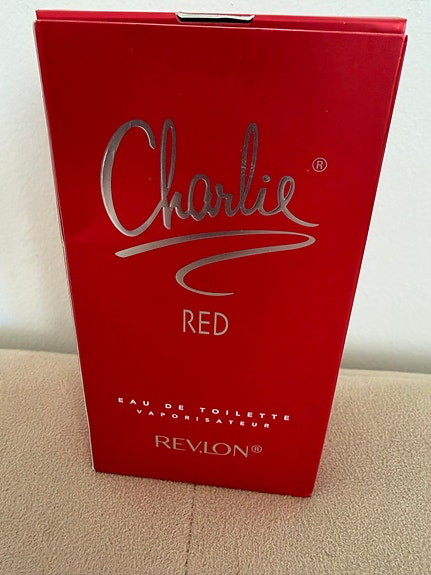 Charlie®
RED
EAU DE TOILETTE
VAPORISATEUR
REVLON®